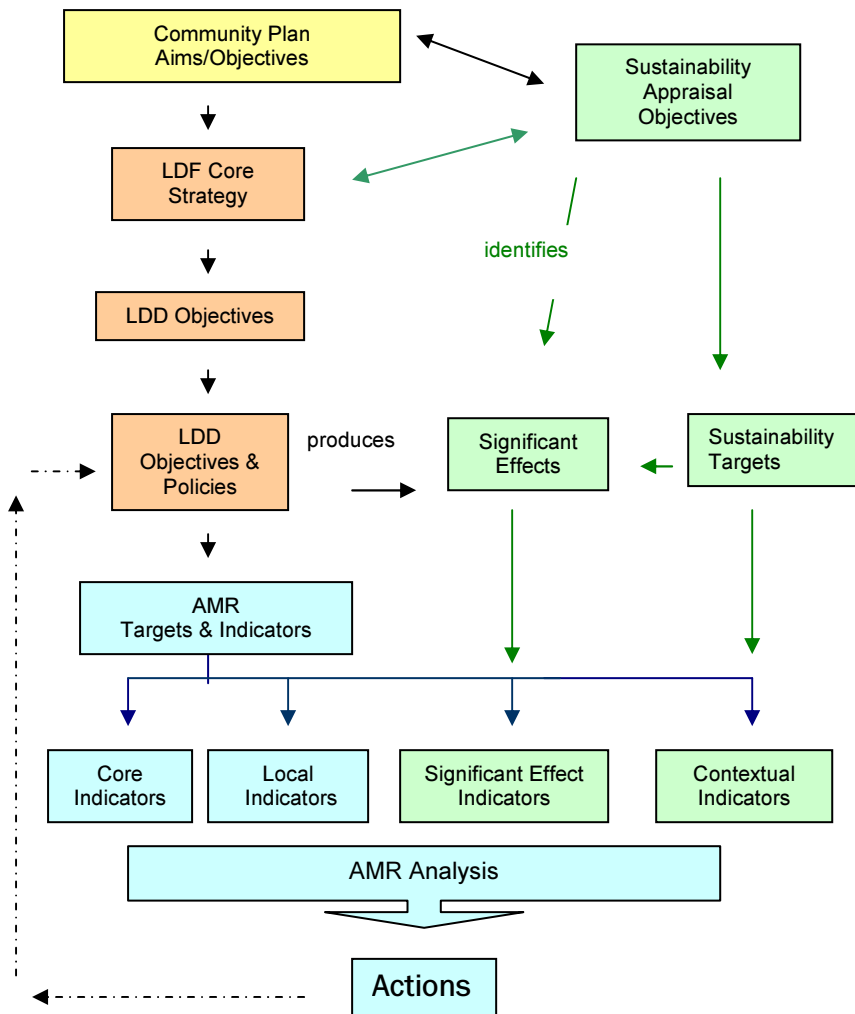 Community Plan
Aims/Objectives
Sustainability
Appraisal
Objectives
LDF Core
Strategy
identifies
LDD Objectives
LDD
Objectives &
Policies
produces
Significant
Effects
Sustainability
Targets
AMR
Targets & Indicators
Core
Indicators
Local
Indicators
Significant Effect
Indicators
Contextual
Indicators
AMR Analysis
Actions